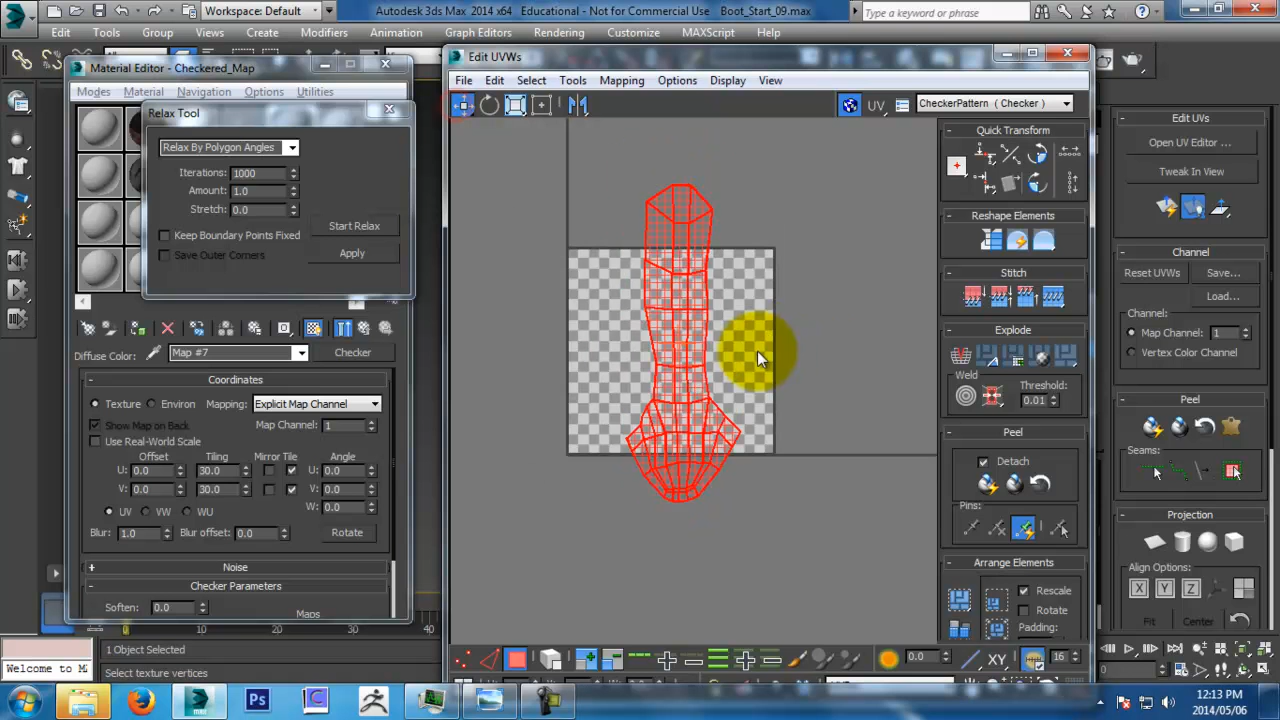 Workspace: Default
Autodesk 3ds Max 2014 x64
Educational - Not for Commercial Use
Boot_Start_09.max
Type a keyword or phrase
Edit
Tools
Group
Views
Create
Modifiers
Animation
Graph Editors
Rendering
Customize
MAXScript
Help
Material Editor - Checkered_Map
Modes
Material
Navigation
Options
Utilities
Relax Tool
Relax By Polygon Angles
Iterations: 1000
Amount: 1.0
Stretch: 0.0
Start Relax
Keep Boundary Points Fixed
Save Outer Corners
Apply
Diffuse Color:
Map #7
Checker
Coordinates
Texture
Environ
Mapping:
Explicit Map Channel
Show Map on Back
Map Channel: 1
Use Real-World Scale
Offset
Tiling
Mirror Tile
Angle
U: 0.0 30.0 U: 0.0
V: 0.0 30.0 V: 0.0
UV VW WU W: 0.0
Blur: 1.0 Blur offset: 0.0
Rotate
Noise
Checker Parameters
Soften: 0.0
Maps
0 10 20 30 40
1 Object Selected
Welcome to M
Select texture vertices
Edit UVWs
File
Edit
Select
Tools
Mapping
Options
Display
View
UV
CheckerPattern ( Checker )
Quick Transform
Reshape Elements
Stitch
Explode
Weld
Threshold:
0.01
Peel
Detach
Pins:
Arrange Elements
Rescale
Rotate
Padding:
0.0
XY
16
Edit UVs
Open UV Editor ...
Tweak In View
Channel
Reset UVWs
Save...
Load...
Channel:
Map Channel: 1
Vertex Color Channel
Peel
Seams:
Projection
Align Options:
X Y Z
Fit
Center
Ps
12:13 PM
2014/05/06